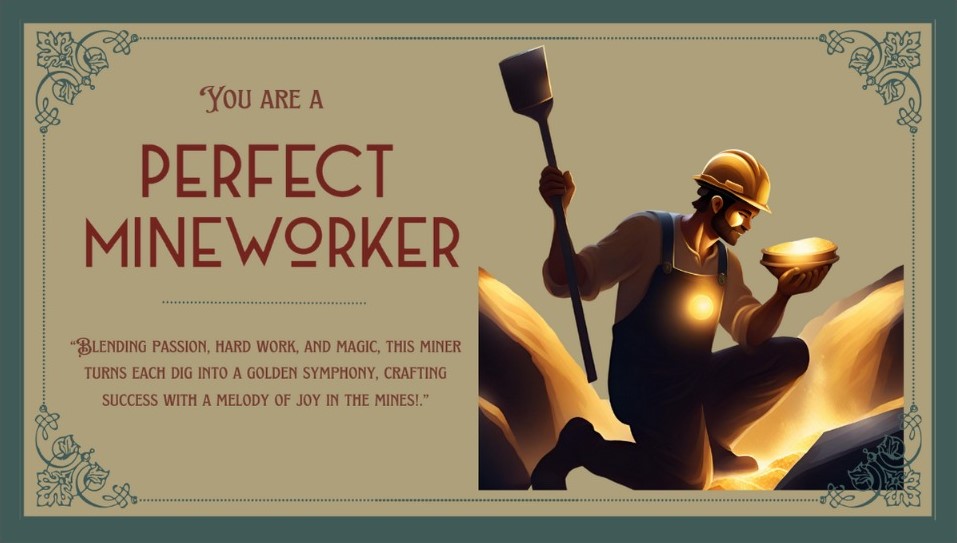 You are a
PERFECT
MINEWORKER
“Blending passion, hard work, and magic, this miner
turns each dig into a golden symphony, crafting
success with a melody of joy in the mines!.”